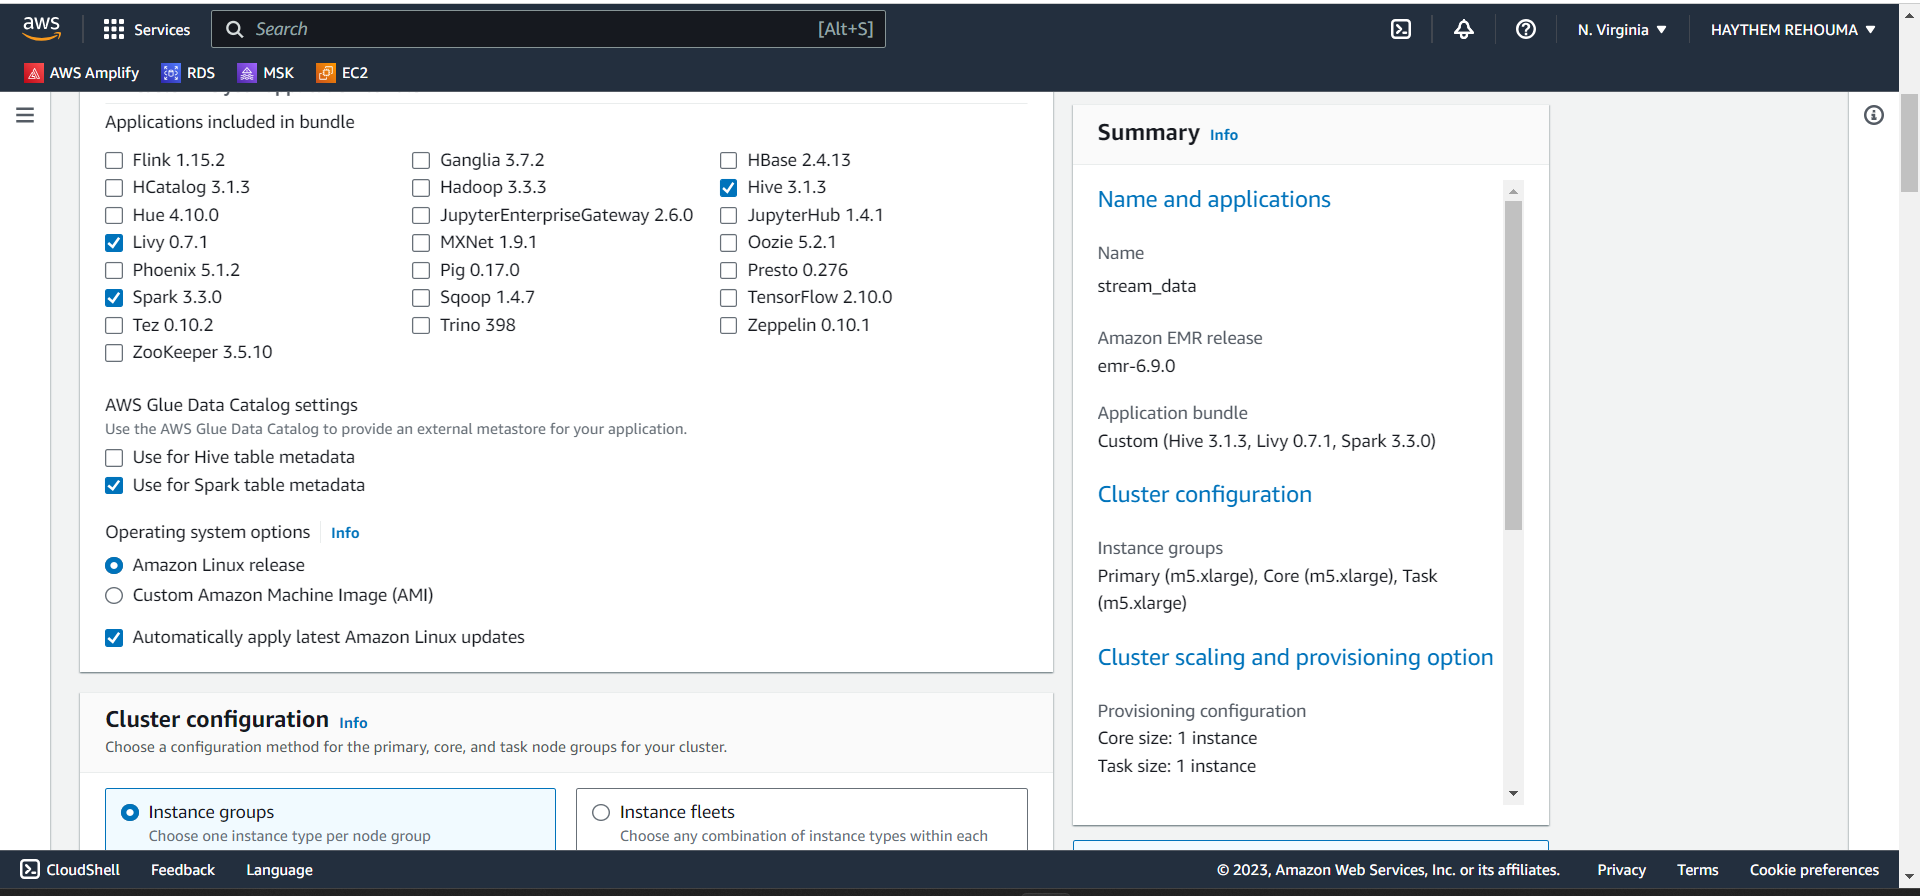 aws
Services
Search
[Alt+S]
N. Virginia
HAYTHEM REHOUMA
AWS Amplify
RDS
MSK
EC2
Applications included in bundle
Flink 1.15.2
Ganglia 3.7.2
HBase 2.4.13
HCatalog 3.1.3
Hadoop 3.3.3
Hive 3.1.3
Hue 4.10.0
JupyterEnterpriseGateway 2.6.0
JupyterHub 1.4.1
Livy 0.7.1
MXNet 1.9.1
Oozie 5.2.1
Phoenix 5.1.2
Pig 0.17.0
Presto 0.276
Spark 3.3.0
Sqoop 1.4.7
TensorFlow 2.10.0
Tez 0.10.2
Trino 398
Zeppelin 0.10.1
ZooKeeper 3.5.10
AWS Glue Data Catalog settings
Use the AWS Glue Data Catalog to provide an external metastore for your application.
Use for Hive table metadata
Use for Spark table metadata
Operating system options
Info
Amazon Linux release
Custom Amazon Machine Image (AMI)
Automatically apply latest Amazon Linux updates
Cluster configuration Info
Choose a configuration method for the primary, core, and task node groups for your cluster.
Instance groups
Choose one instance type per node group
Instance fleets
Choose any combination of instance types within each
Summary Info
Name and applications
Name
stream_data
Amazon EMR release
emr-6.9.0
Application bundle
Custom (Hive 3.1.3, Livy 0.7.1, Spark 3.3.0)
Cluster configuration
Instance groups
Primary (m5.xlarge), Core (m5.xlarge), Task
(m5.xlarge)
Cluster scaling and provisioning option
Provisioning configuration
Core size: 1 instance
Task size: 1 instance
CloudShell
Feedback
Language
© 2023, Amazon Web Services, Inc. or its affiliates.
Privacy
Terms
Cookie preferences